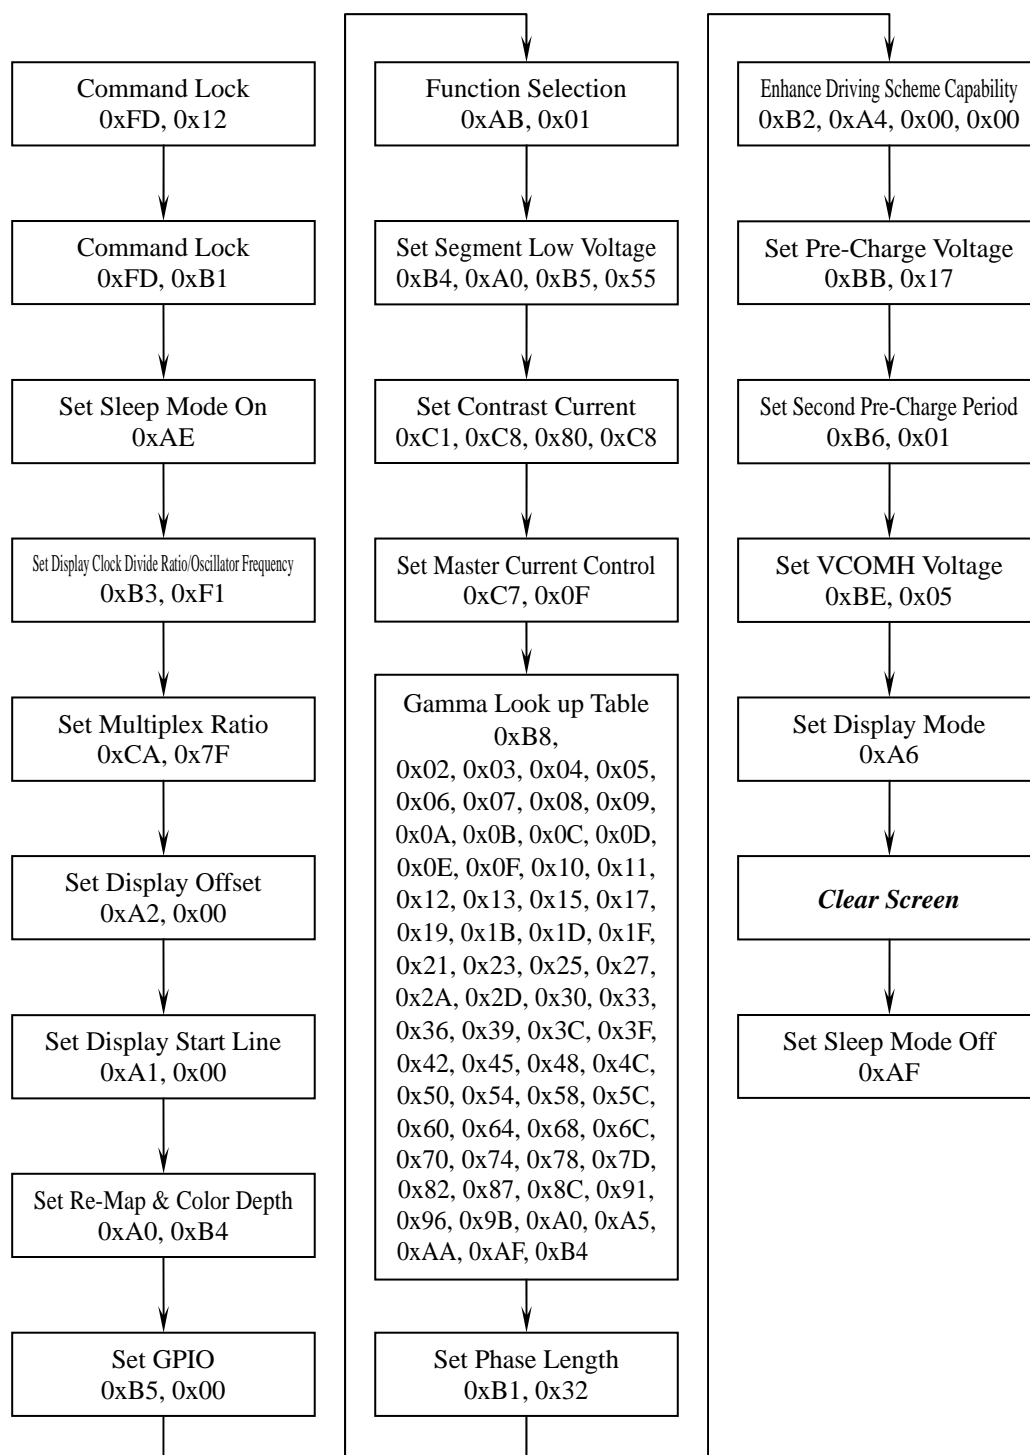 Command Lock
0xFD, 0x12
Command Lock
0xFD, 0xB1
Set Sleep Mode On
0xAE
Set Display Clock Divide Ratio/Oscillator Frequency
0xB3, 0xF1
Set Multiplex Ratio
0xCA, 0x7F
Set Display Offset
0xA2, 0x00
Set Display Start Line
0xA1, 0x00
Set Re-Map & Color Depth
0xA0, 0xB4
Set GPIO
0xB5, 0x00
Function Selection
0xAB, 0x01
Set Segment Low Voltage
0xB4, 0xA0, 0xB5, 0x55
Set Contrast Current
0xC1, 0xC8, 0x80, 0xC8
Set Master Current Control
0xC7, 0x0F
Gamma Look up Table
0xB8,
0x02, 0x03, 0x04, 0x05,
0x06, 0x07, 0x08, 0x09,
0x0A, 0x0B, 0x0C, 0x0D,
0x0E, 0x0F, 0x10, 0x11,
0x12, 0x13, 0x15, 0x17,
0x19, 0x1B, 0x1D, 0x1F,
0x21, 0x23, 0x25, 0x27,
0x2A, 0x2D, 0x30, 0x33,
0x36, 0x39, 0x3C, 0x3F,
0x42, 0x45, 0x48, 0x4C,
0x50, 0x54, 0x58, 0x5C,
0x60, 0x64, 0x68, 0x6C,
0x70, 0x74, 0x78, 0x7D,
0x82, 0x87, 0x8C, 0x91,
0x96, 0x9B, 0xA0, 0xA5,
0xAA, 0xAF, 0xB4
Set Phase Length
0xB1, 0x32
Enhance Driving Scheme Capability
0xB2, 0xA4, 0x00, 0x00
Set Pre-Charge Voltage
0xBB, 0x17
Set Second Pre-Charge Period
0xB6, 0x01
Set VCOMH Voltage
0xBE, 0x05
Set Display Mode
0xA6
Clear Screen
Set Sleep Mode Off
0xAF